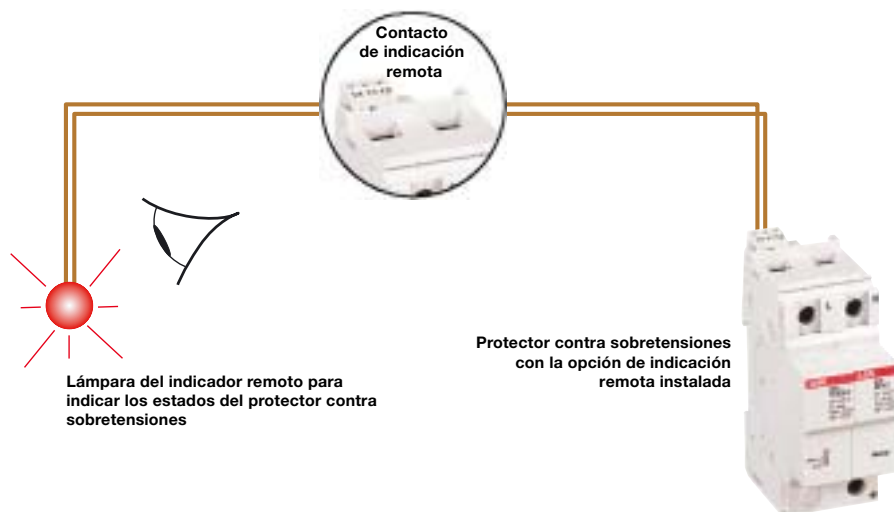 Contacto
de indicación
remota
L
N
Protector contra sobretensiones
con la opción de indicación
remota instalada
Lámpara del indicador remoto para
indicar los estados del protector contra
sobretensiones